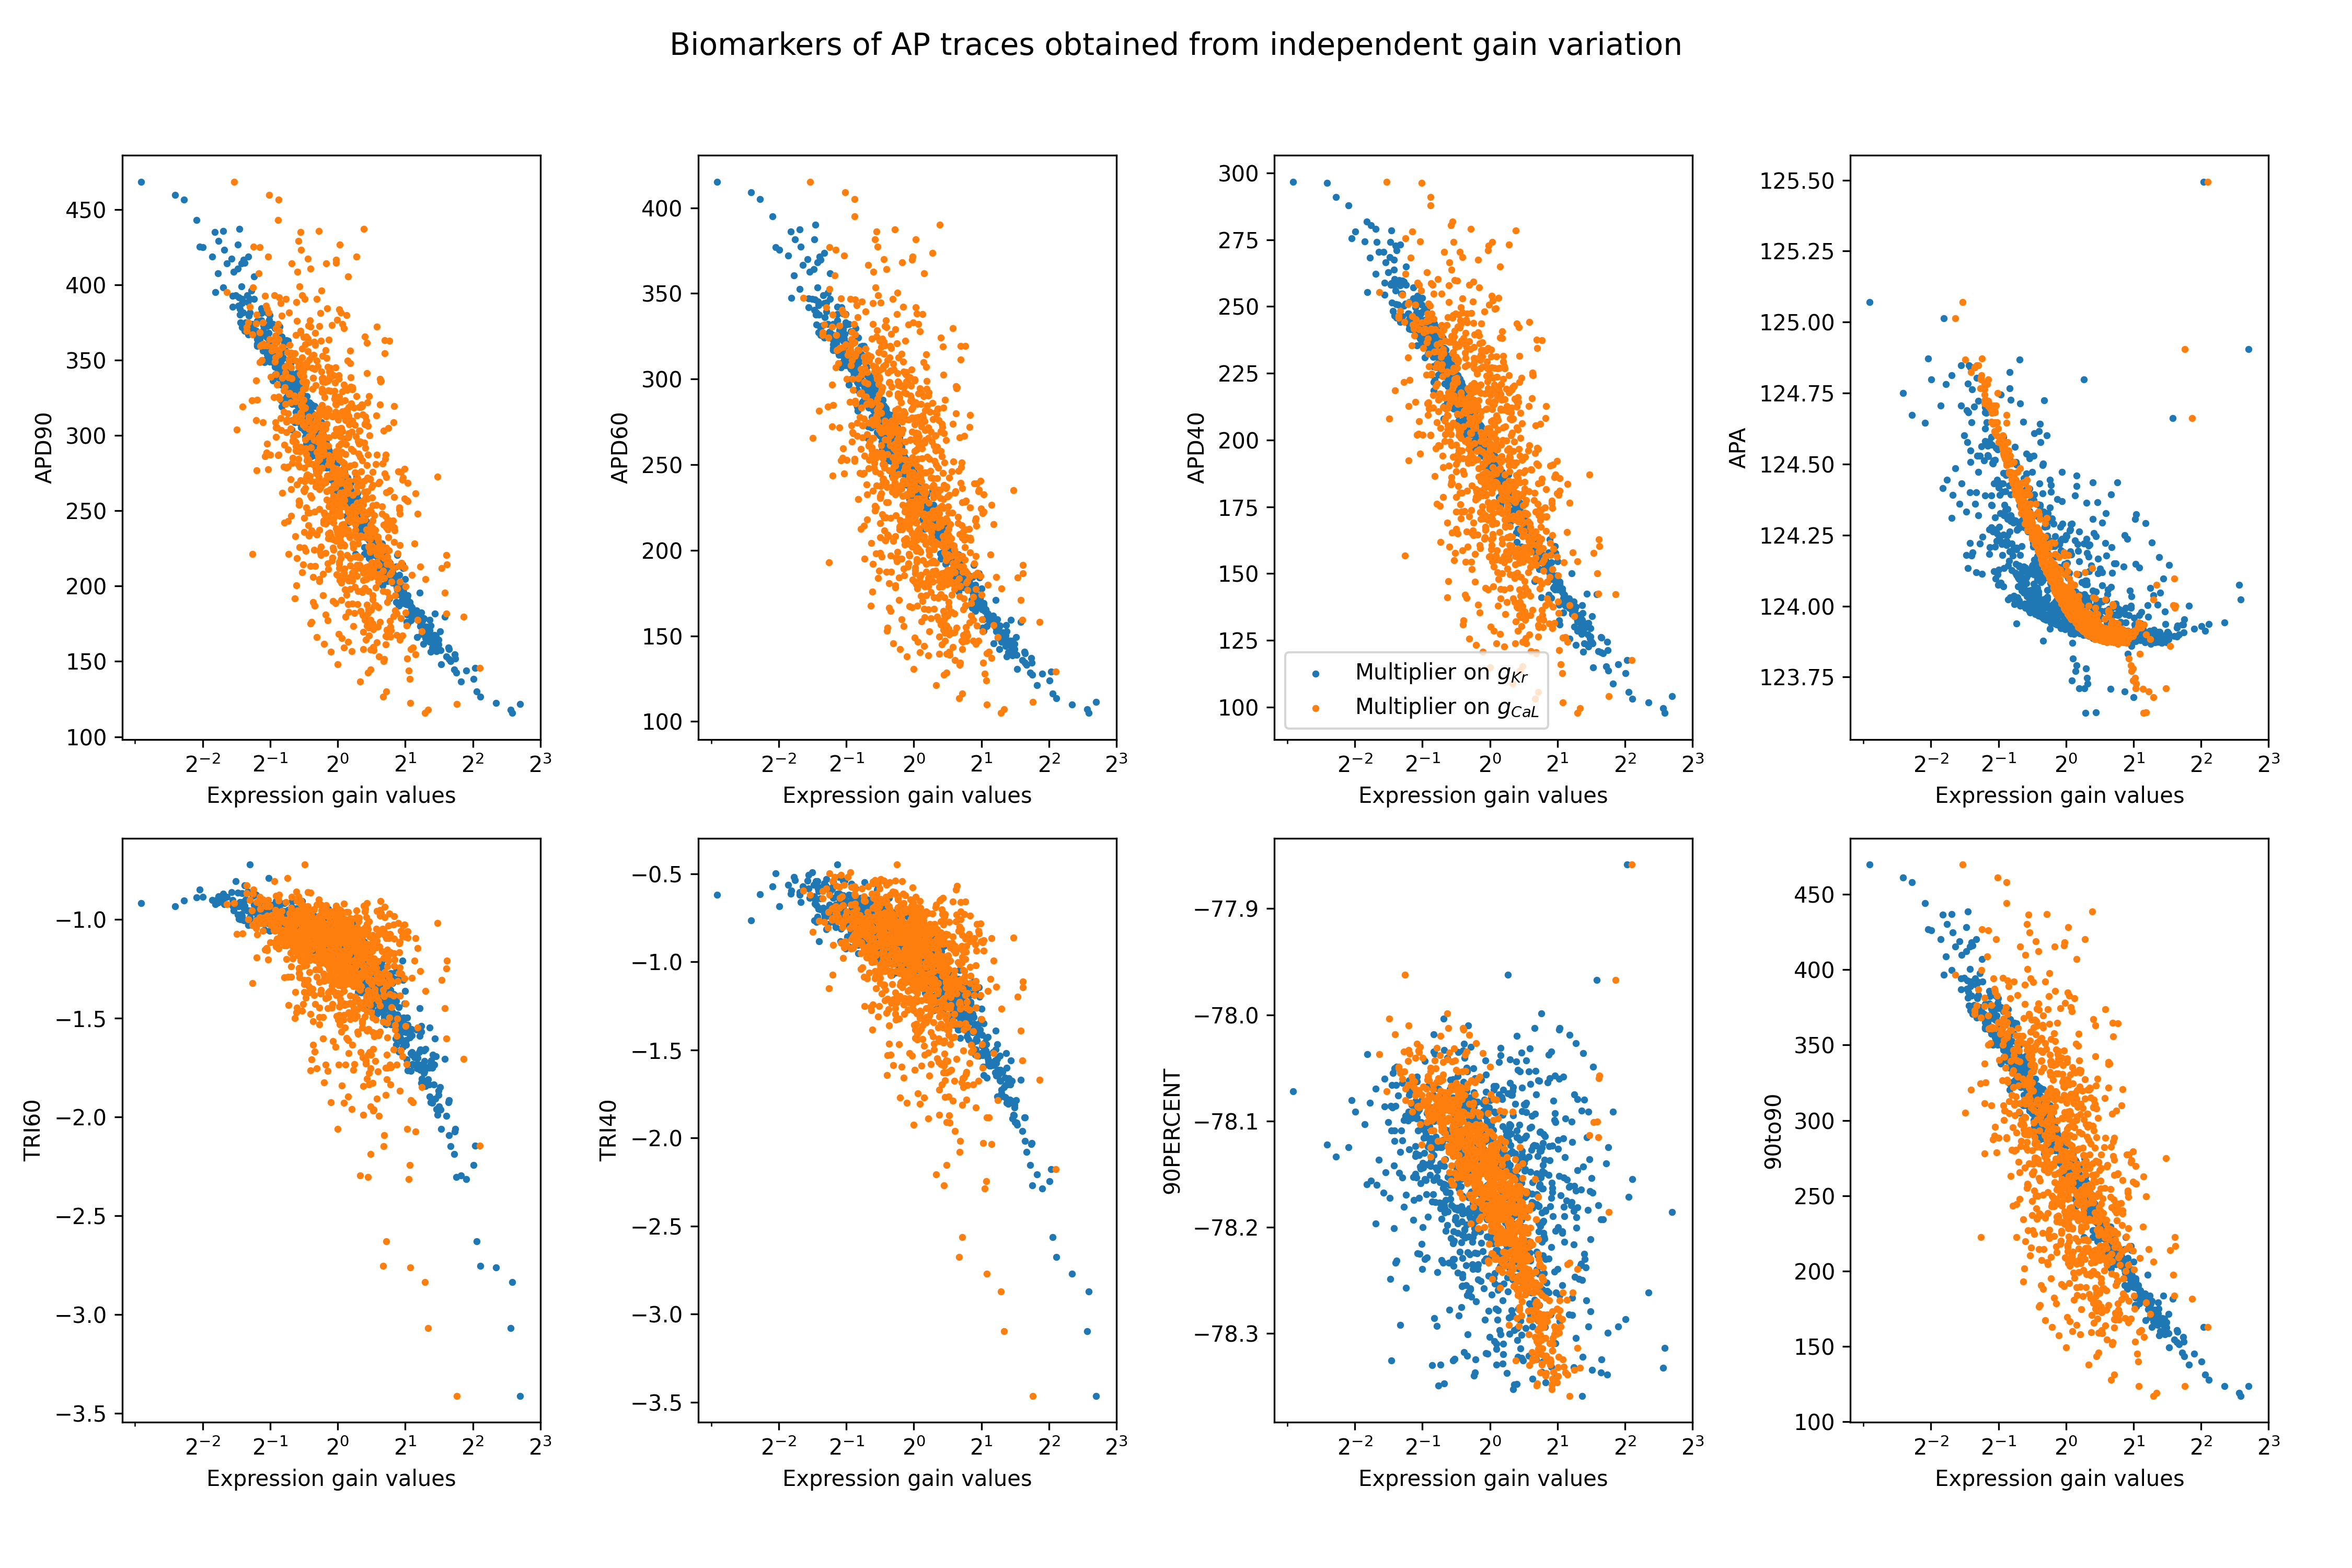 Biomarkers of AP traces obtained from independent gain variation
APD90
450
400
350
300
250
200
150
100
2^-2 2^-1 2^0 2^1 2^2 2^3
Expression gain values
APD60
400
350
300
250
200
150
100
2^-2 2^-1 2^0 2^1 2^2 2^3
Expression gain values
APD40
300
275
250
225
200
175
150
125
100
Multiplier on g_Kr
Multiplier on g_CaL
2^-2 2^-1 2^0 2^1 2^2 2^3
Expression gain values
APA
125.50
125.25
125.00
124.75
124.50
124.25
124.00
123.75
2^-2 2^-1 2^0 2^1 2^2 2^3
Expression gain values
TRI60
−1.0
−1.5
−2.0
−2.5
−3.0
−3.5
2^-2 2^-1 2^0 2^1 2^2 2^3
Expression gain values
TRI40
−0.5
−1.0
−1.5
−2.0
−2.5
−3.0
−3.5
2^-2 2^-1 2^0 2^1 2^2 2^3
Expression gain values
90PERCENT
−77.9
−78.0
−78.1
−78.2
−78.3
2^-2 2^-1 2^0 2^1 2^2 2^3
Expression gain values
90to90
450
400
350
300
250
200
150
100
2^-2 2^-1 2^0 2^1 2^2 2^3
Expression gain values